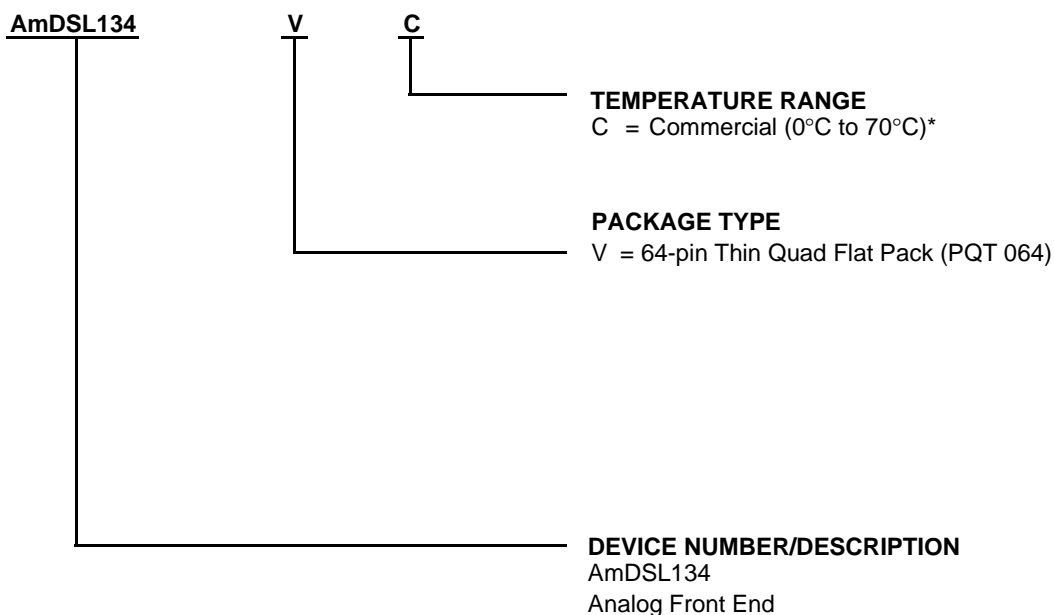 AmDSL134 V C
TEMPERATURE RANGE
C = Commercial (0°C to 70°C)*
PACKAGE TYPE
V = 64-pin Thin Quad Flat Pack (PQT 064)
DEVICE NUMBER/DESCRIPTION
AmDSL134
Analog Front End